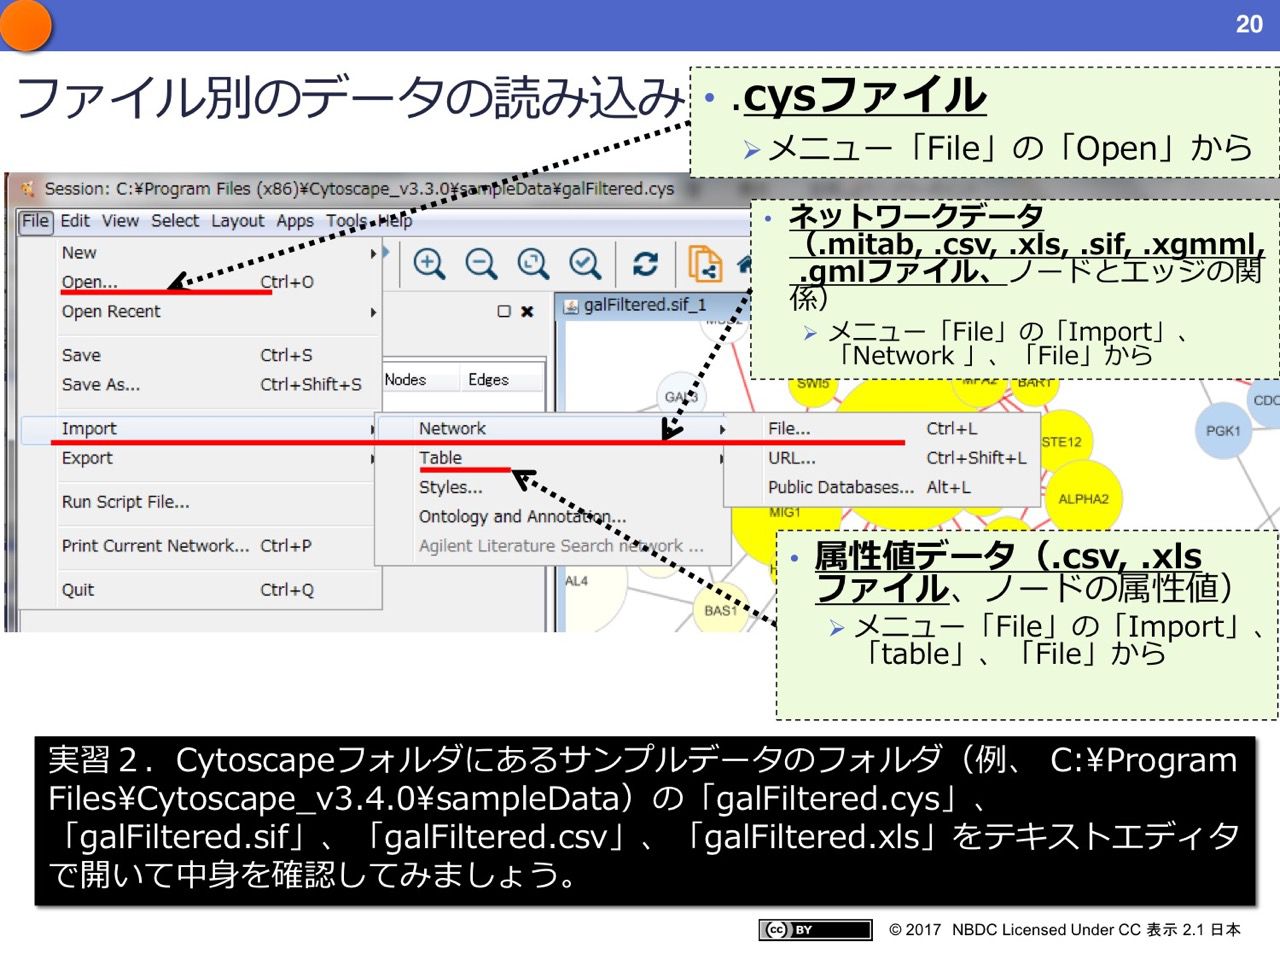 20
ファイル別のデータの読み込み
• .cysファイル
➢メニュー「File」の「Open」から
Session: C:¥Program Files (x86)¥Cytoscape_v3.3.0¥sampleData¥galFiltered.cys
File Edit View Select Layout Apps Tools Help
New
Open... Ctrl+O
Open Recent
Save Ctrl+S
Save As... Ctrl+Shift+S
Import
Export
Run Script File...
Print Current Network... Ctrl+P
Quit Ctrl+Q
Nodes Edges
Network
Table
Styles...
Ontology and Annotation...
Agilent Literature Search network ...
File... Ctrl+L
URL... Ctrl+Shift+L
Public Databases... Alt+L
galFiltered.sif_1
GAL3
SWI5
MFA2
BAR1
CDC
PGK1
STE12
ALPHA2
MIG1
AL4
BAS1
• ネットワークデータ
（.mitab, .csv, .xls, .sif, .xgmml,
.gmlファイル、ノードとエッジの関
係）
➢ メニュー「File」の「Import」、
「Network 」、「File」から
• 属性値データ（.csv, .xls
ファイル、ノードの属性値）
➢ メニュー「File」の「Import」、
「table」、「File」から
実習２．Cytoscapeフォルダにあるサンプルデータのフォルダ（例、 C:¥Program
Files¥Cytoscape_v3.4.0¥sampleData）の「galFiltered.cys」、
「galFiltered.sif」、「galFiltered.csv」、「galFiltered.xls」をテキストエディタ
で開いて中身を確認してみましょう。
cc BY
© 2017 NBDC Licensed Under CC 表示 2.1 日本